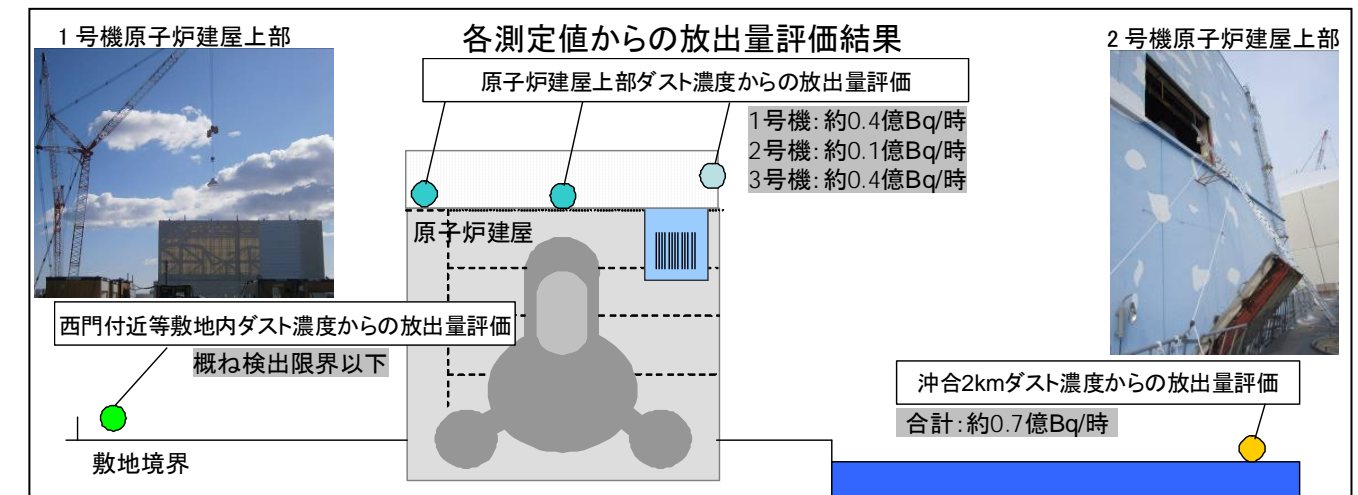 各測定値からの放出量評価結果
1号機原子炉建屋上部
2号機原子炉建屋上部
原子炉建屋上部ダスト濃度からの放出量評価
1号機：約0.4億Bq/時
2号機：約0.1億Bq/時
3号機：約0.4億Bq/時
原子炉建屋
西門付近等敷地内ダスト濃度からの放出量評価
概ね検出限界以下
沖合2kmダスト濃度からの放出量評価
合計：約0.7億Bq/時
敷地境界